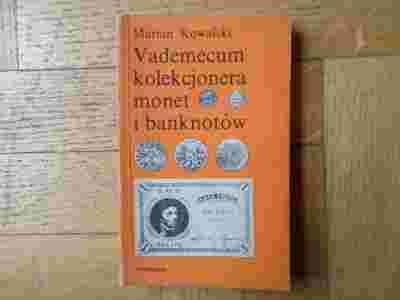 Marian Kowalski
Vademecum
kolekcjonera
monet
i banknotów